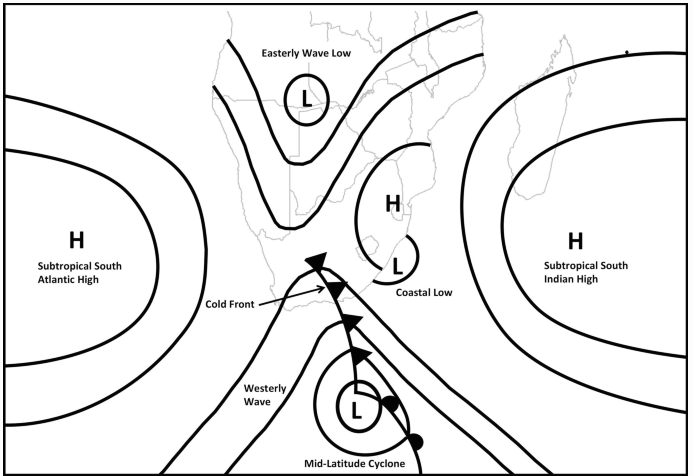 Easterly Wave Low
L
H
H
Subtropical South
Atlantic High
H
Subtropical South
Indian High
L
Coastal Low
Cold Front
Westerly
Wave
L
Mid-Latitude Cyclone